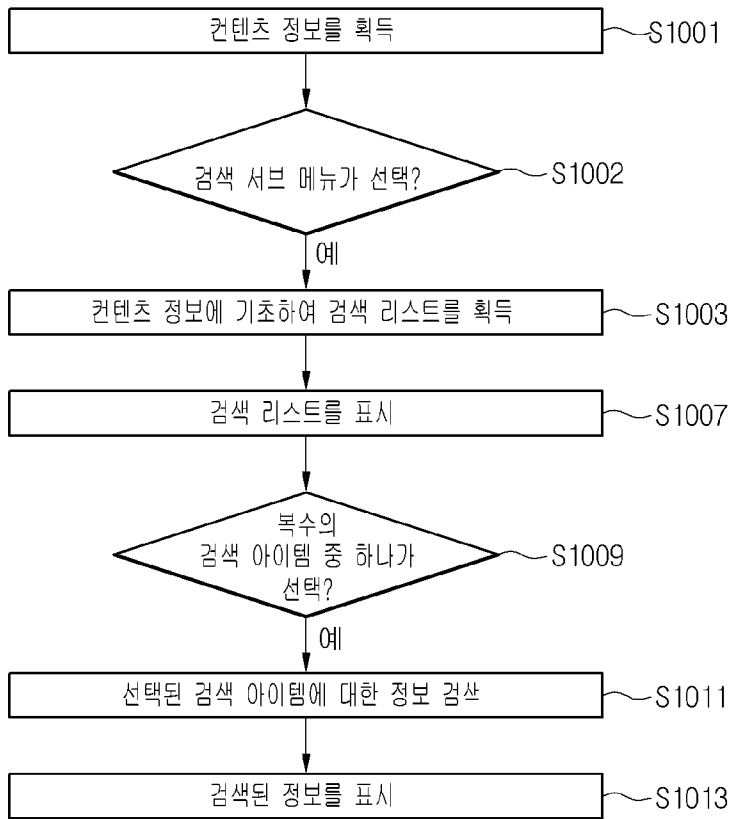 컨텐츠 정보를 획득
S1001
검색 서브 메뉴가 선택?
S1002
예
컨텐츠 정보에 기초하여 검색 리스트를 획득
S1003
검색 리스트를 표시
S1007
복수의
검색 아이템 중 하나가
선택?
S1009
예
선택된 검색 아이템에 대한 정보 검색
S1011
검색된 정보를 표시
S1013